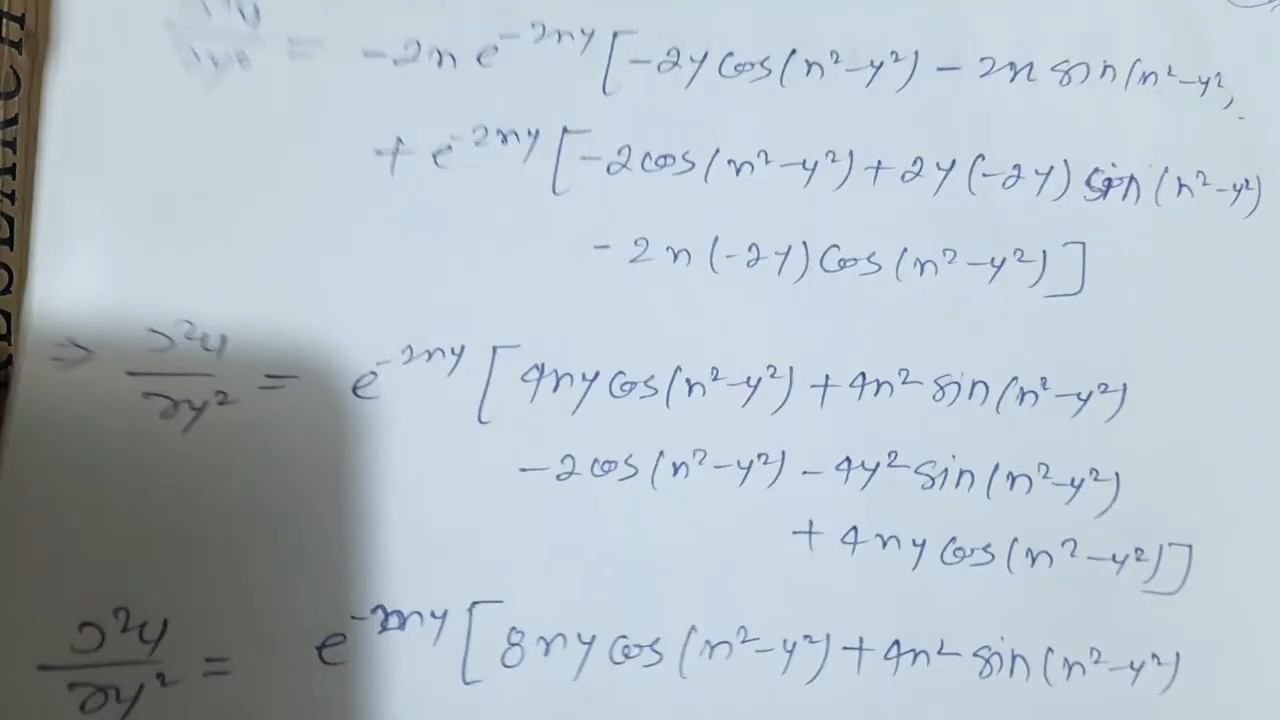 = -2x e^{-2xy} [-2y cos(x²-y²) - 2x sin(x²-y²)
+ e^{-2xy} [-2cos(x²-y²) + 2y(-2y) sin(x²-y²)
- 2x(-2y) cos(x²-y²)]
⇒ ∂²u/∂y² = e^{-2xy} [4xy cos(x²-y²) + 4x² sin(x²-y²)
- 2cos(x²-y²) - 4y² sin(x²-y²)
+ 4xy cos(x²-y²)]
∂²u/∂y² = e^{-2xy} [8xy cos(x²-y²) + 4x² sin(x²-y²)
RESEARCH